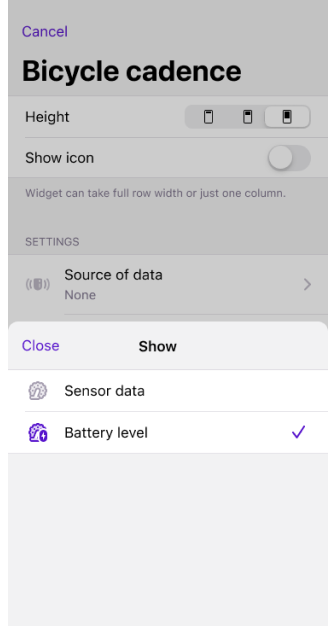 Cancel
Bicycle cadence
Height
Show icon
Widget can take full row width or just one column.
SETTINGS
Source of data
None
Close
Show
Sensor data
Battery level